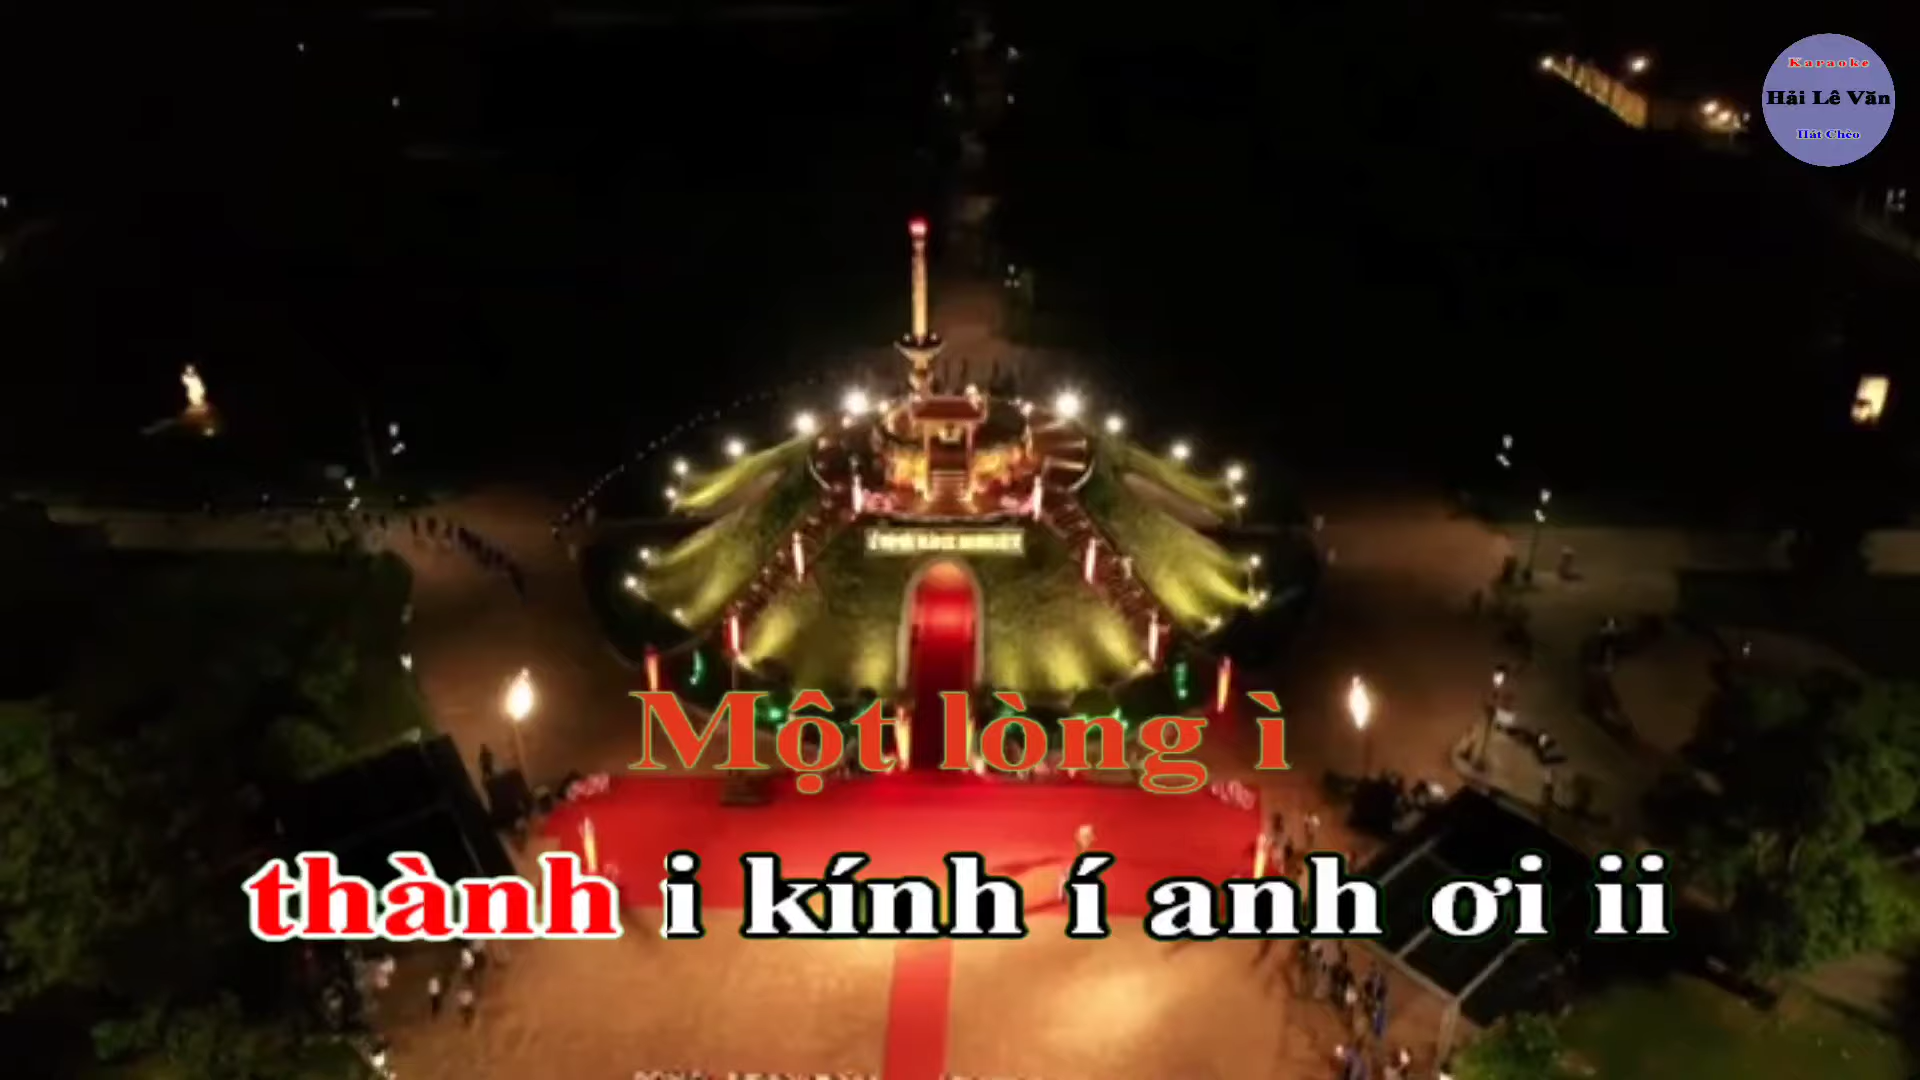 Karaoke
Hải Lê Văn
Hát Chèo
Một lòng ì
thành i kính í anh ơi ii